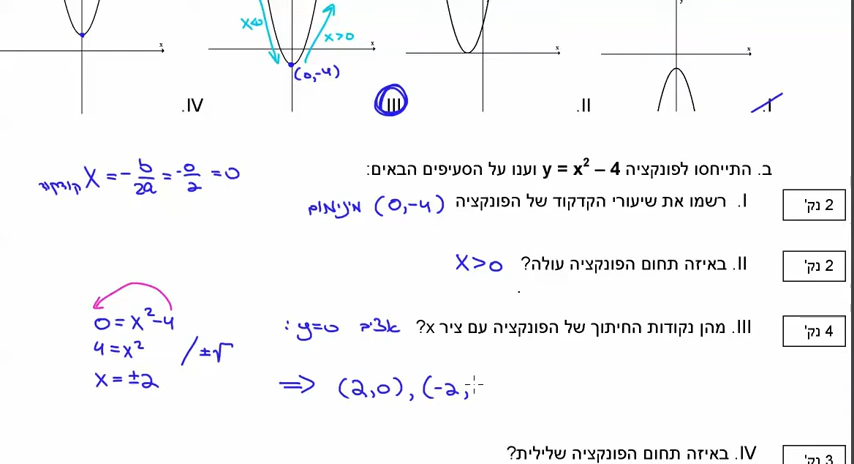 x x x y
x<0 x>0
(0,-4)
I. II. III. IV.
ב. התייחסו לפונקציה y = x² – 4 וענו על הסעיפים הבאים:
x קודקוד = -b/2a = -0/2 = 0
2 נק' I. רשמו את שיעורי הקדקוד של הפונקציה (0,-4) מינימום
2 נק' II. באיזה תחום הפונקציה עולה? x>0
4 נק' III. מהן נקודות החיתוך של הפונקציה עם ציר x? נציב y=0 :
0=x²-4
4=x² /±√
x=±2
=> (2,0), (-2,
3 נק' IV. באיזה תחום הפונקציה שלילית?